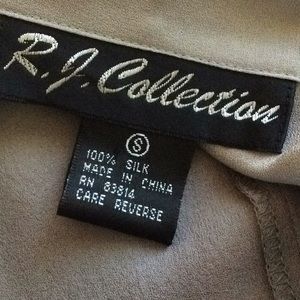 R.J. Collection
S
100% SILK
MADE IN CHINA
RN 83814
CARE REVERSE